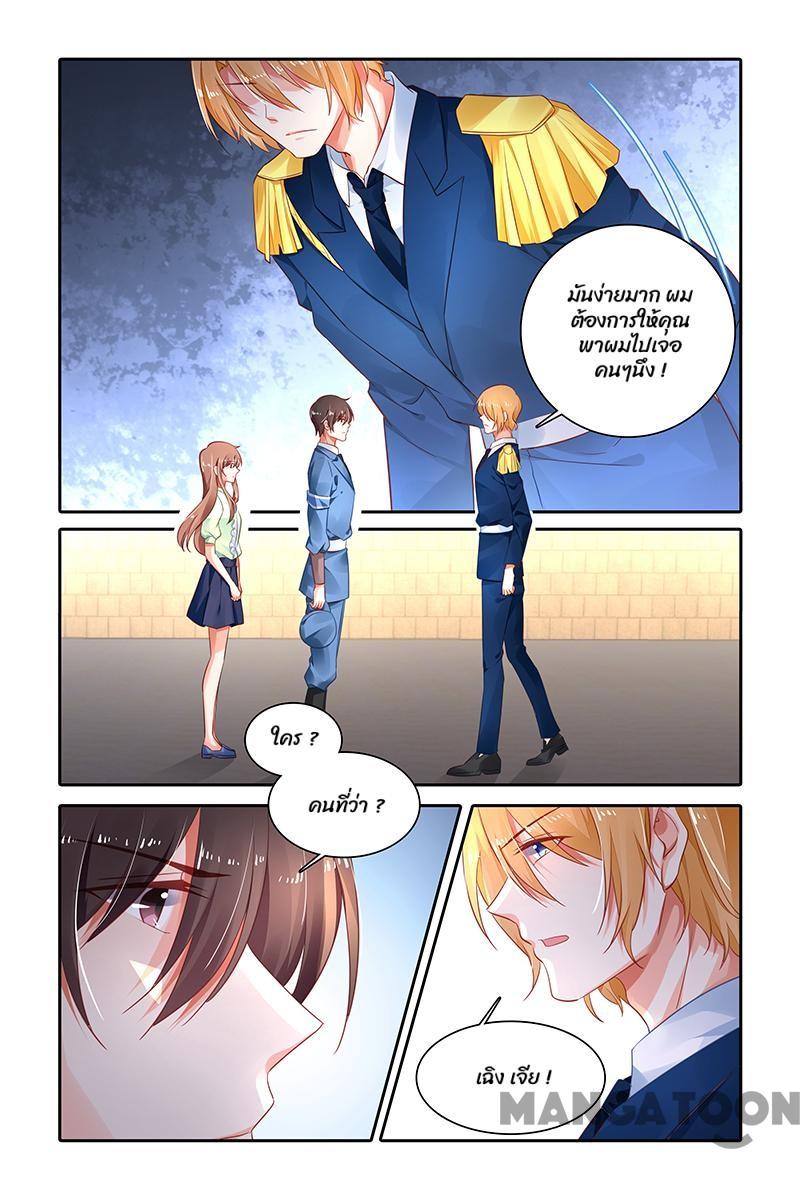 มันง่ายมาก ผม
ต้องการให้คุณ
พาผมไปเจอ
คนๆนึง !
ใคร ?
คนที่ว่า ?
เฉิง เจีย !
MANGATOON